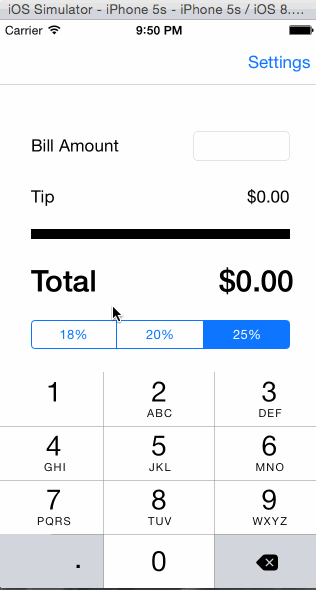 iOS Simulator - iPhone 5s - iPhone 5s / iOS 8....
Carrier 9:50 PM
Settings
Bill Amount
Tip $0.00
Total $0.00
18% 20% 25%
1 2 3
ABC DEF
4 5 6
GHI JKL MNO
7 8 9
PQRS TUV WXYZ
. 0